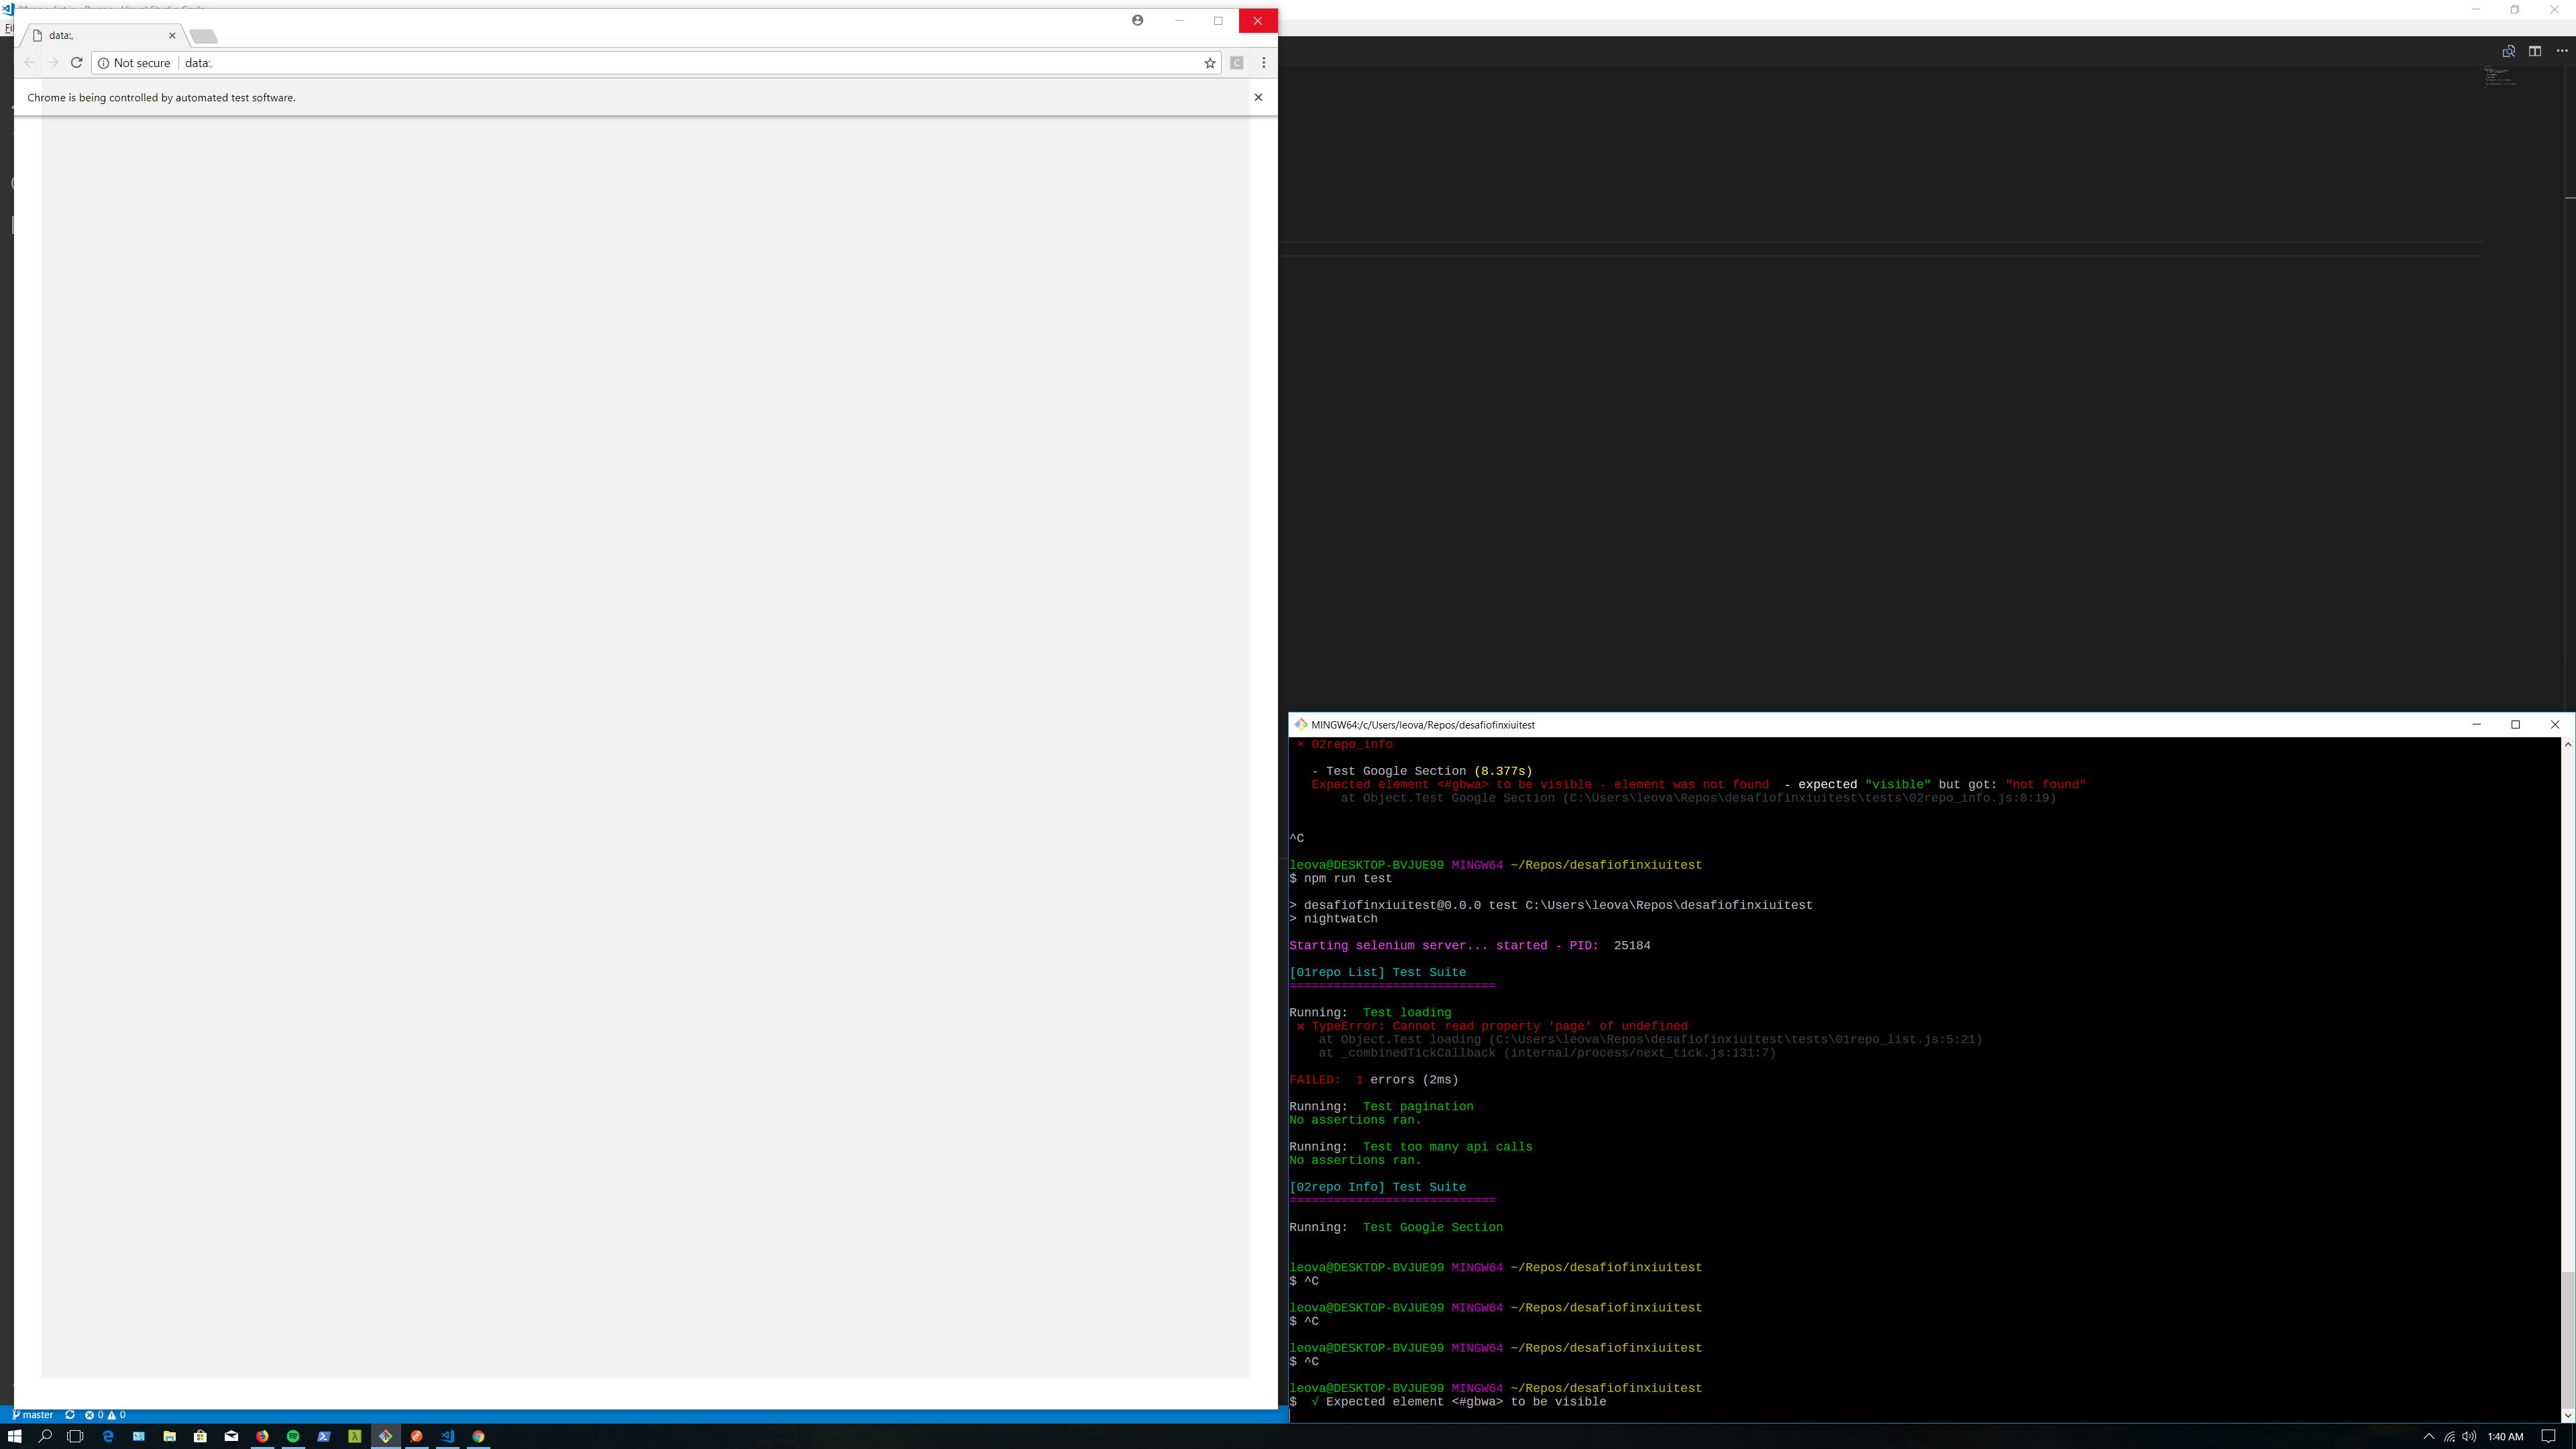 data:,
Not secure
data:,
C
Chrome is being controlled by automated test software.
MINGW64:/c/Users/leova/Repos/desafiofinxiuitest
× 02repo_info
- Test Google Section (8.377s)
Expected element <#gbwa> to be visible - element was not found  - expected "visible" but got: "not found"
at Object.Test Google Section (C:\Users\leova\Repos\desafiofinxiuitest\tests\02repo_info.js:8:19)
^C
leova@DESKTOP-BVJUE99 MINGW64 ~/Repos/desafiofinxiuitest
$ npm run test
> desafiofinxiuitest@0.0.0 test C:\Users\leova\Repos\desafiofinxiuitest
> nightwatch
Starting selenium server... started - PID:  25184
[01repo List] Test Suite
============================
Running:  Test loading
× TypeError: Cannot read property 'page' of undefined
at Object.Test loading (C:\Users\leova\Repos\desafiofinxiuitest\tests\01repo_list.js:5:21)
at _combinedTickCallback (internal/process/next_tick.js:131:7)
FAILED:  1 errors (2ms)
Running:  Test pagination
No assertions ran.
Running:  Test too many api calls
No assertions ran.
[02repo Info] Test Suite
============================
Running:  Test Google Section
leova@DESKTOP-BVJUE99 MINGW64 ~/Repos/desafiofinxiuitest
$ ^C
leova@DESKTOP-BVJUE99 MINGW64 ~/Repos/desafiofinxiuitest
$ ^C
leova@DESKTOP-BVJUE99 MINGW64 ~/Repos/desafiofinxiuitest
$ ^C
leova@DESKTOP-BVJUE99 MINGW64 ~/Repos/desafiofinxiuitest
$  √ Expected element <#gbwa> to be visible
master 0 0
1:40 AM